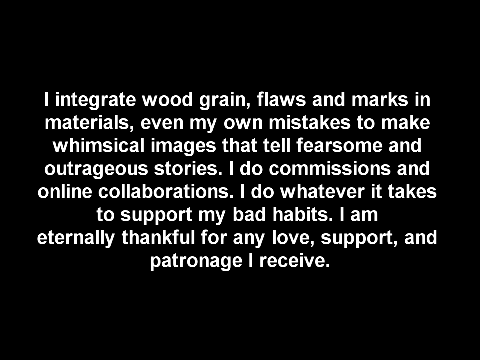 I integrate wood grain, flaws and marks in
materials, even my own mistakes to make
whimsical images that tell fearsome and
outrageous stories. I do commissions and
online collaborations. I do whatever it takes
to support my bad habits. I am
eternally thankful for any love, support, and
patronage I receive.